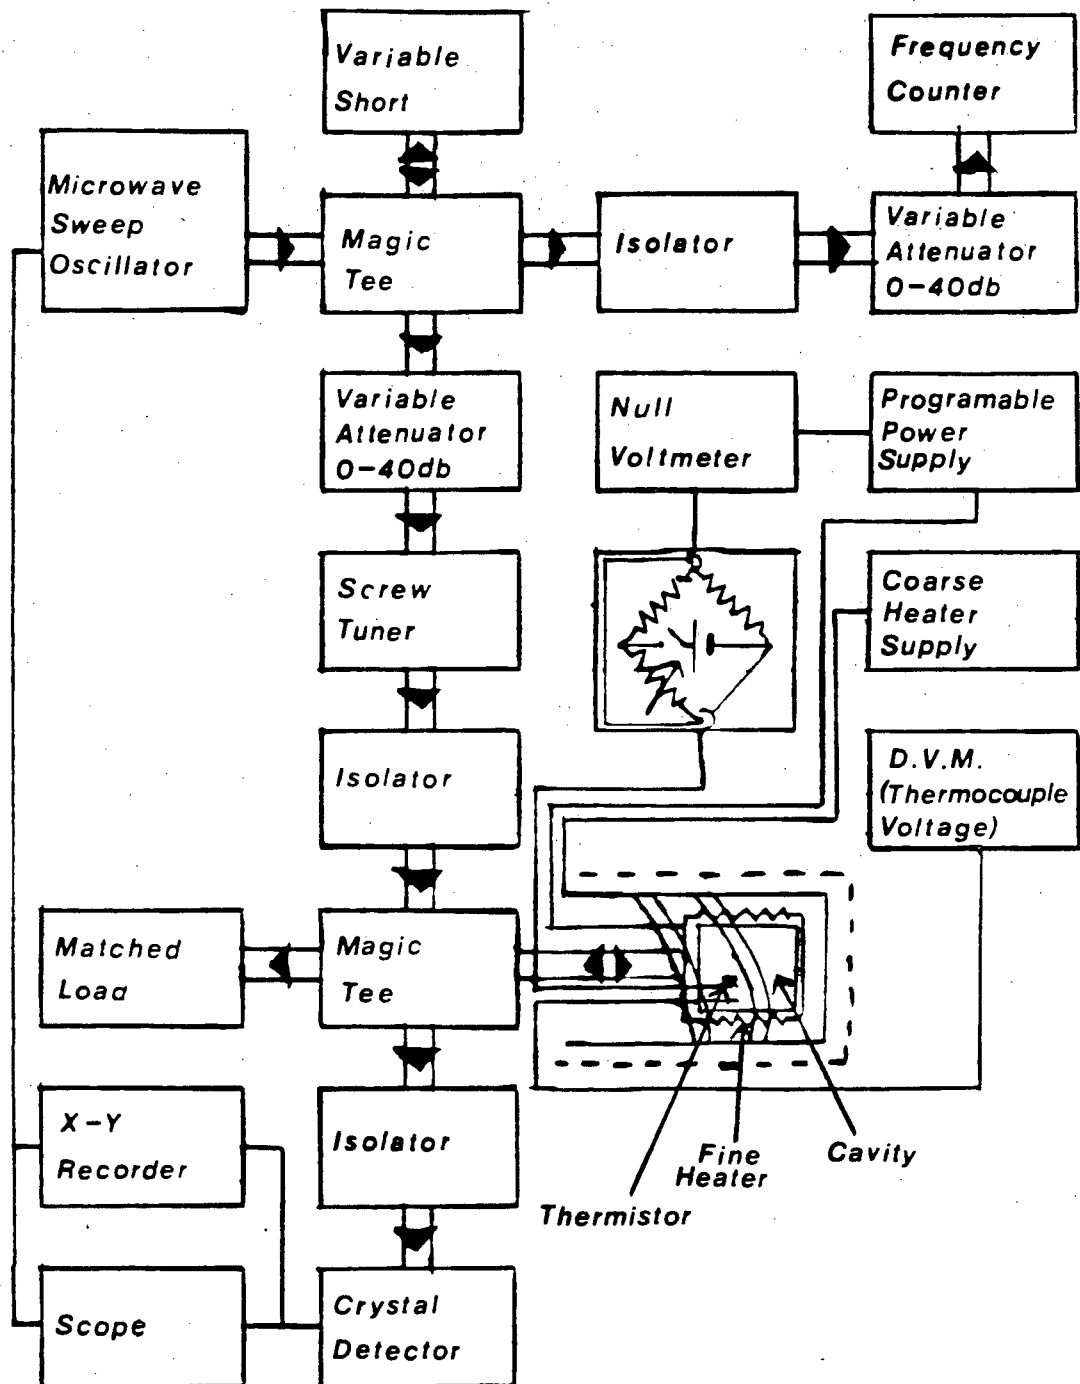 Variable
Short
Frequency
Counter
Microwave
Sweep
Oscillator
Magic
Tee
Isolator
Variable
Attenuator
0-40db
Variable
Attenuator
0-40db
Null
Voltmeter
Programable
Power
Supply
Screw
Tuner
Coarse
Heater
Supply
Isolator
D.V.M.
(Thermocouple
Voltage)
Matched
Load
Magic
Tee
X-Y
Recorder
Isolator
Fine
Heater
Cavity
Thermistor
Scope
Crystal
Detector